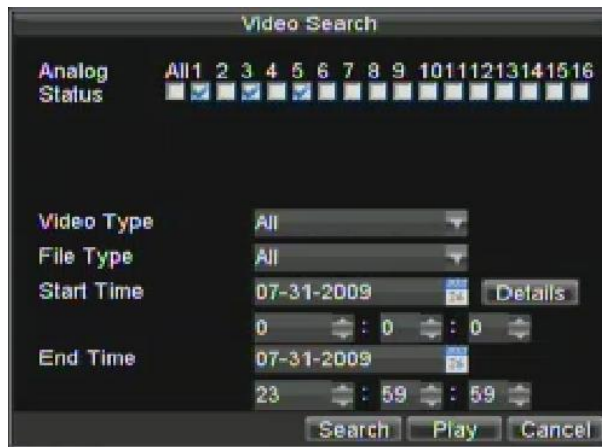 Video Search
Analog All 1 2 3 4 5 6 7 8 9 10 11 12 13 14 15 16
Status
Video Type All
File Type All
Start Time 07-31-2009 Details
0 : 0 : 0
End Time 07-31-2009
23 : 59 : 59
Search Play Cancel